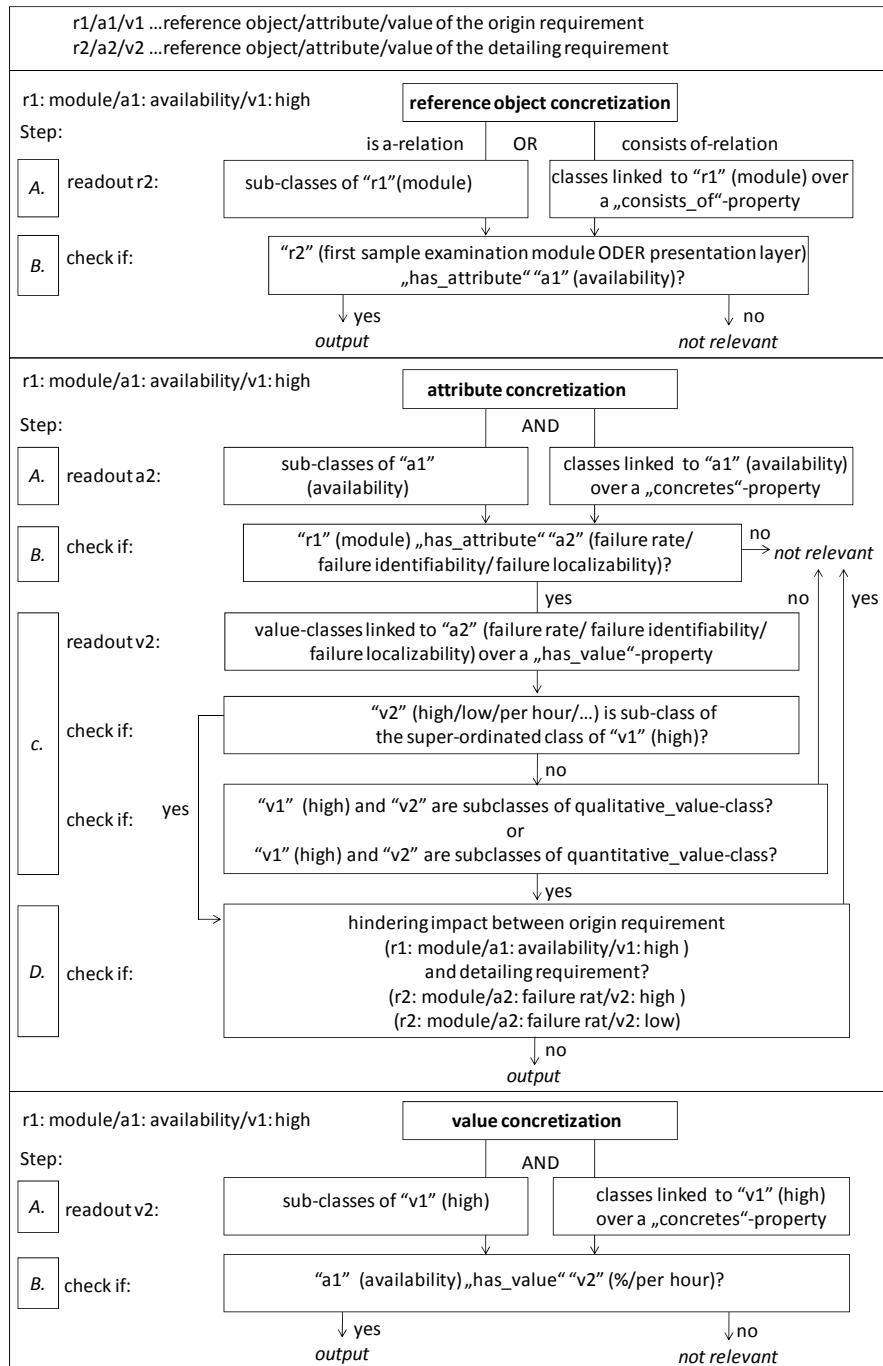 r1/a1/v1 ...reference object/attribute/value of the origin requirement
r2/a2/v2 ...reference object/attribute/value of the detailing requirement
r1: module/a1: availability/v1: high
reference object concretization
Step:
is a-relation
OR
consists of-relation
A.
readout r2:
sub-classes of “r1”(module)
classes linked to “r1” (module) over
a „consists_of“-property
B.
check if:
“r2” (first sample examination module ODER presentation layer)
„has_attribute“ “a1” (availability)?
yes
no
output
not relevant
r1: module/a1: availability/v1: high
attribute concretization
Step:
AND
A.
readout a2:
sub-classes of “a1”
(availability)
classes linked to “a1” (availability)
over a „concretes“-property
B.
check if:
“r1” (module) „has_attribute“ “a2” (failure rate/
failure identifiability/ failure localizability)?
no
not relevant
yes
no
yes
C.
readout v2:
value-classes linked to “a2” (failure rate/ failure identifiability/
failure localizability) over a „has_value“-property
check if:
“v2” (high/low/per hour/…) is sub-class of
the super-ordinated class of “v1” (high)?
no
yes
check if:
“v1” (high) and “v2” are subclasses of qualitative_value-class?
or
“v1” (high) and “v2” are subclasses of quantitative_value-class?
yes
D.
check if:
hindering impact between origin requirement
(r1: module/a1: availability/v1: high )
and detailing requirement?
(r2: module/a2: failure rat/v2: high )
(r2: module/a2: failure rat/v2: low)
no
output
r1: module/a1: availability/v1: high
value concretization
Step:
AND
A.
readout v2:
sub-classes of “v1” (high)
classes linked to “v1” (high)
over a „concretes“-property
B.
check if:
“a1” (availability) „has_value“ “v2” (%/per hour)?
yes
no
output
not relevant